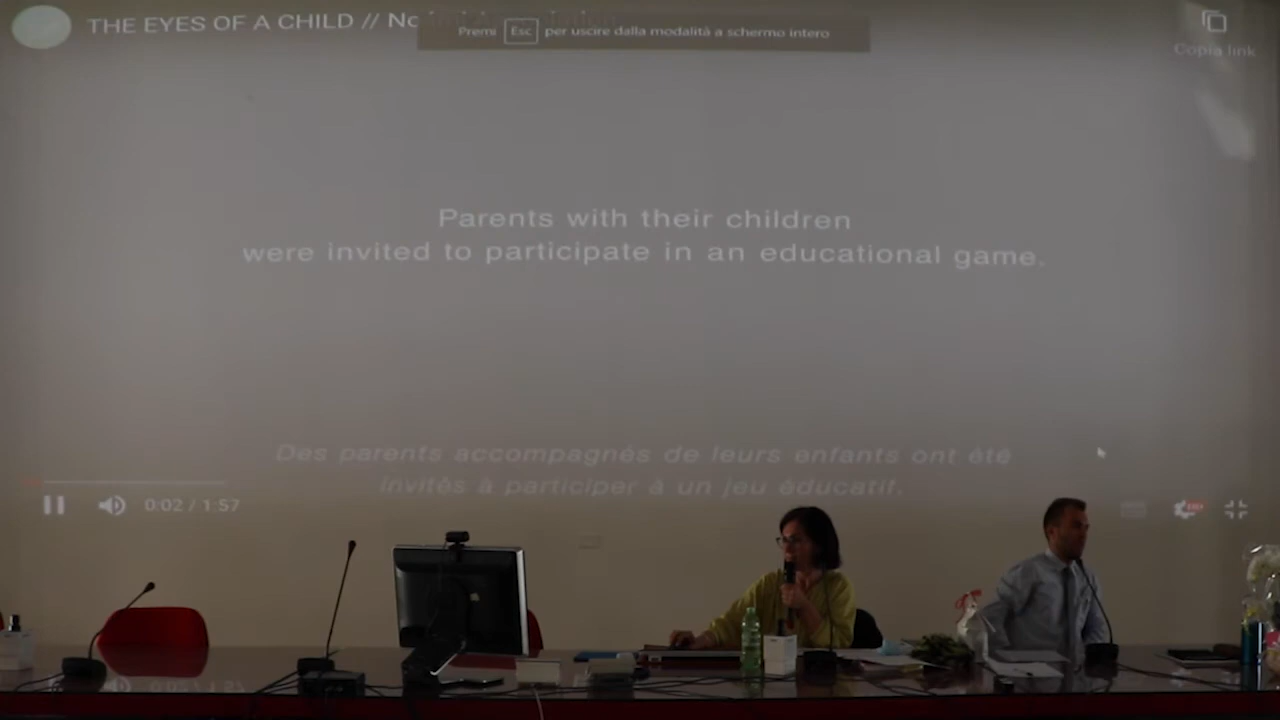 THE EYES OF A CHILD // No
Premi Esc per uscire dalla modalità a schermo intero
Copia link
Parents with their children
were invited to participate in an educational game.
Des parents accompagnés de leurs enfants ont été
invités à participer à un jeu éducatif.
0:02 / 1:57